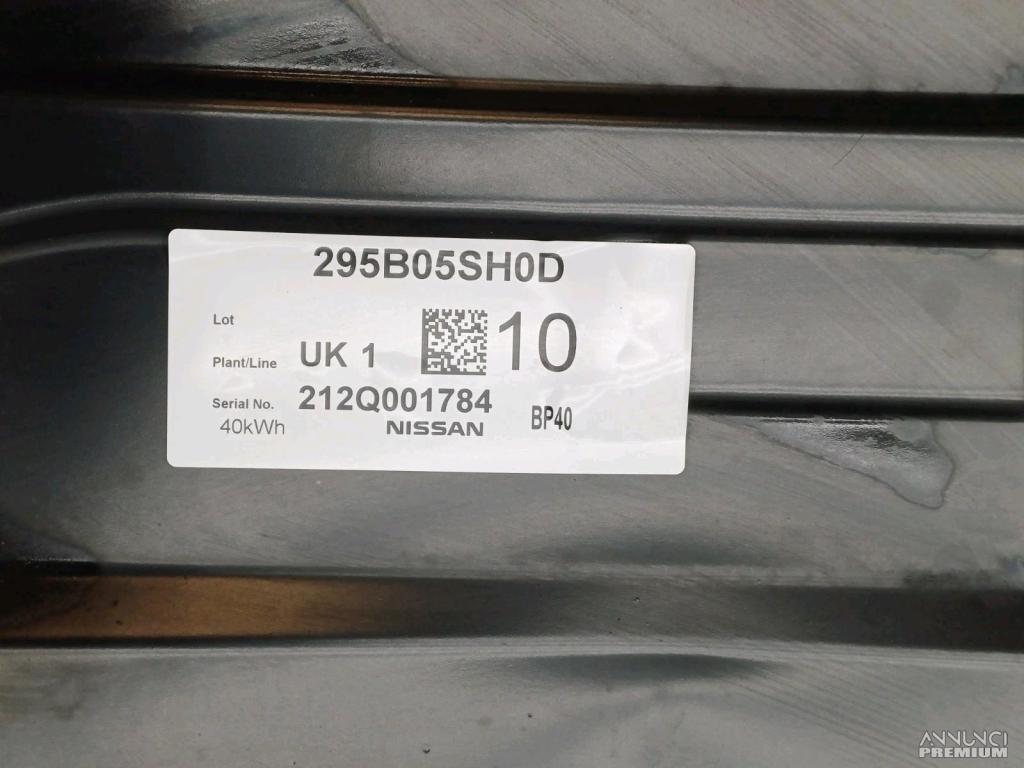 295B05SH0D
Lot
10
Plant/Line UK 1
Serial No. 212Q001784
40kWh NISSAN BP40
ANNUNCI
PREMIUM